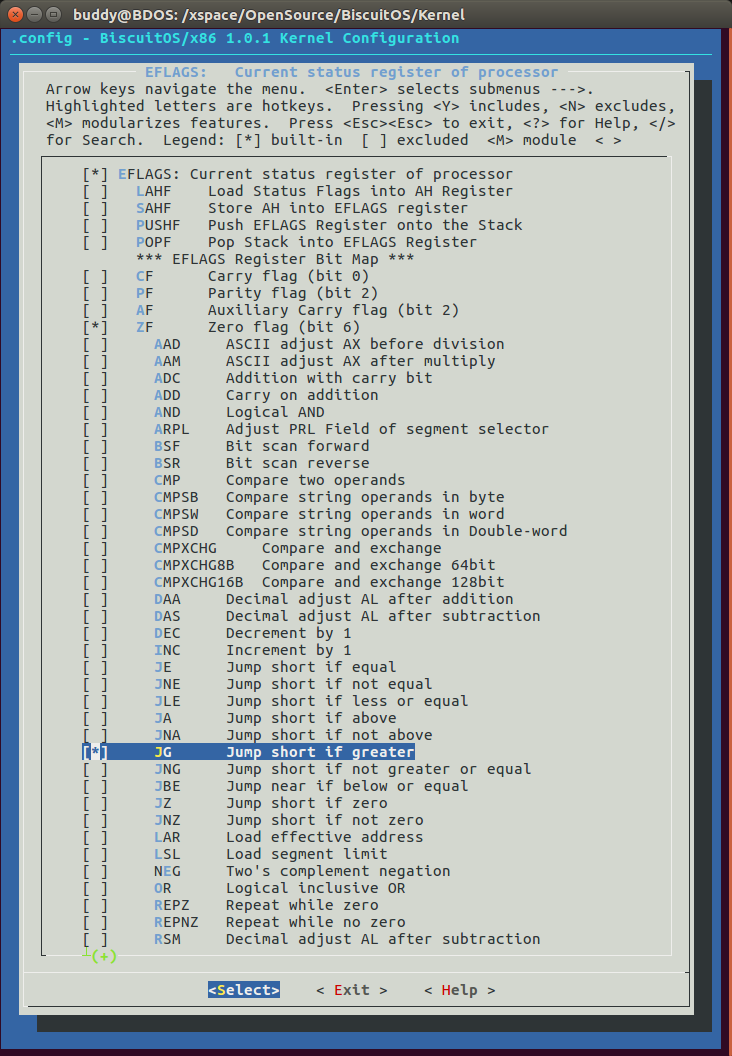 buddy@BDOS: /xspace/OpenSource/BiscuitOS/Kernel
.config - BiscuitOS/x86 1.0.1 Kernel Configuration
EFLAGS:   Current status register of processor
Arrow keys navigate the menu.  <Enter> selects submenus --->.
Highlighted letters are hotkeys.  Pressing <Y> includes, <N> excludes,
<M> modularizes features.  Press <Esc><Esc> to exit, <?> for Help, </>
for Search.  Legend: [*] built-in  [ ] excluded  <M> module  < >
[*] EFLAGS: Current status register of processor
[ ]   LAHF    Load Status Flags into AH Register
[ ]   SAHF    Store AH into EFLAGS register
[ ]   PUSHF   Push EFLAGS Register onto the Stack
[ ]   POPF    Pop Stack into EFLAGS Register
*** EFLAGS Register Bit Map ***
[ ]   CF      Carry flag (bit 0)
[ ]   PF      Parity flag (bit 2)
[ ]   AF      Auxiliary Carry flag (bit 2)
[*]   ZF      Zero flag (bit 6)
[ ]     AAD     ASCII adjust AX before division
[ ]     AAM     ASCII adjust AX after multiply
[ ]     ADC     Addition with carry bit
[ ]     ADD     Carry on addition
[ ]     AND     Logical AND
[ ]     ARPL    Adjust PRL Field of segment selector
[ ]     BSF     Bit scan forward
[ ]     BSR     Bit scan reverse
[ ]     CMP     Compare two operands
[ ]     CMPSB   Compare string operands in byte
[ ]     CMPSW   Compare string operands in word
[ ]     CMPSD   Compare string operands in Double-word
[ ]     CMPXCHG     Compare and exchange
[ ]     CMPXCHG8B   Compare and exchange 64bit
[ ]     CMPXCHG16B  Compare and exchange 128bit
[ ]     DAA     Decimal adjust AL after addition
[ ]     DAS     Decimal adjust AL after subtraction
[ ]     DEC     Decrement by 1
[ ]     INC     Increment by 1
[ ]     JE      Jump short if equal
[ ]     JNE     Jump short if not equal
[ ]     JLE     Jump short if less or equal
[ ]     JA      Jump short if above
[ ]     JNA     Jump short if not above
[*]     JG      Jump short if greater
[ ]     JNG     Jump short if not greater or equal
[ ]     JBE     Jump near if below or equal
[ ]     JZ      Jump short if zero
[ ]     JNZ     Jump short if not zero
[ ]     LAR     Load effective address
[ ]     LSL     Load segment limit
[ ]     NEG     Two's complement negation
[ ]     OR      Logical inclusive OR
[ ]     REPZ    Repeat while zero
[ ]     REPNZ   Repeat while no zero
[ ]     RSM     Decimal adjust AL after subtraction
(+)
<Select>    < Exit >    < Help >